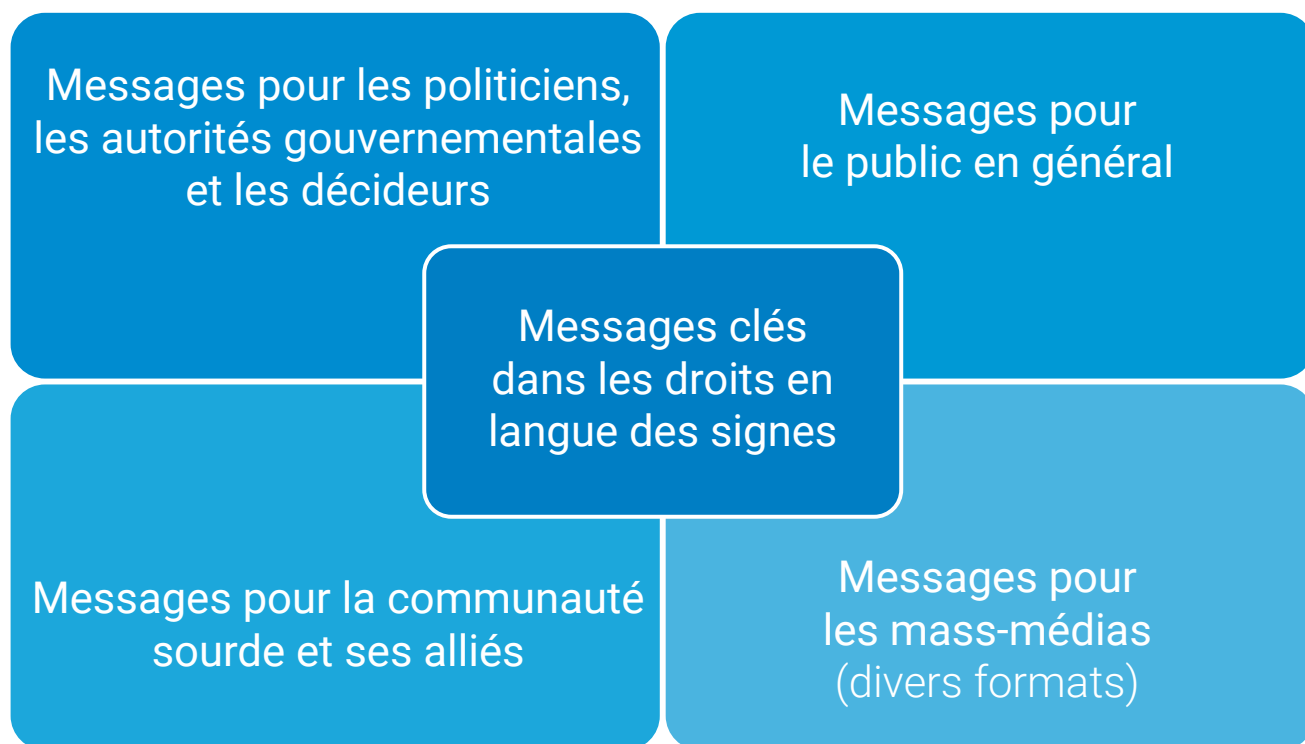 Messages pour les politiciens,
les autorités gouvernementales
et les décideurs
Messages pour
le public en général
Messages clés
dans les droits en
langue des signes
Messages pour la communauté
sourde et ses alliés
Messages pour
les mass-médias
(divers formats)